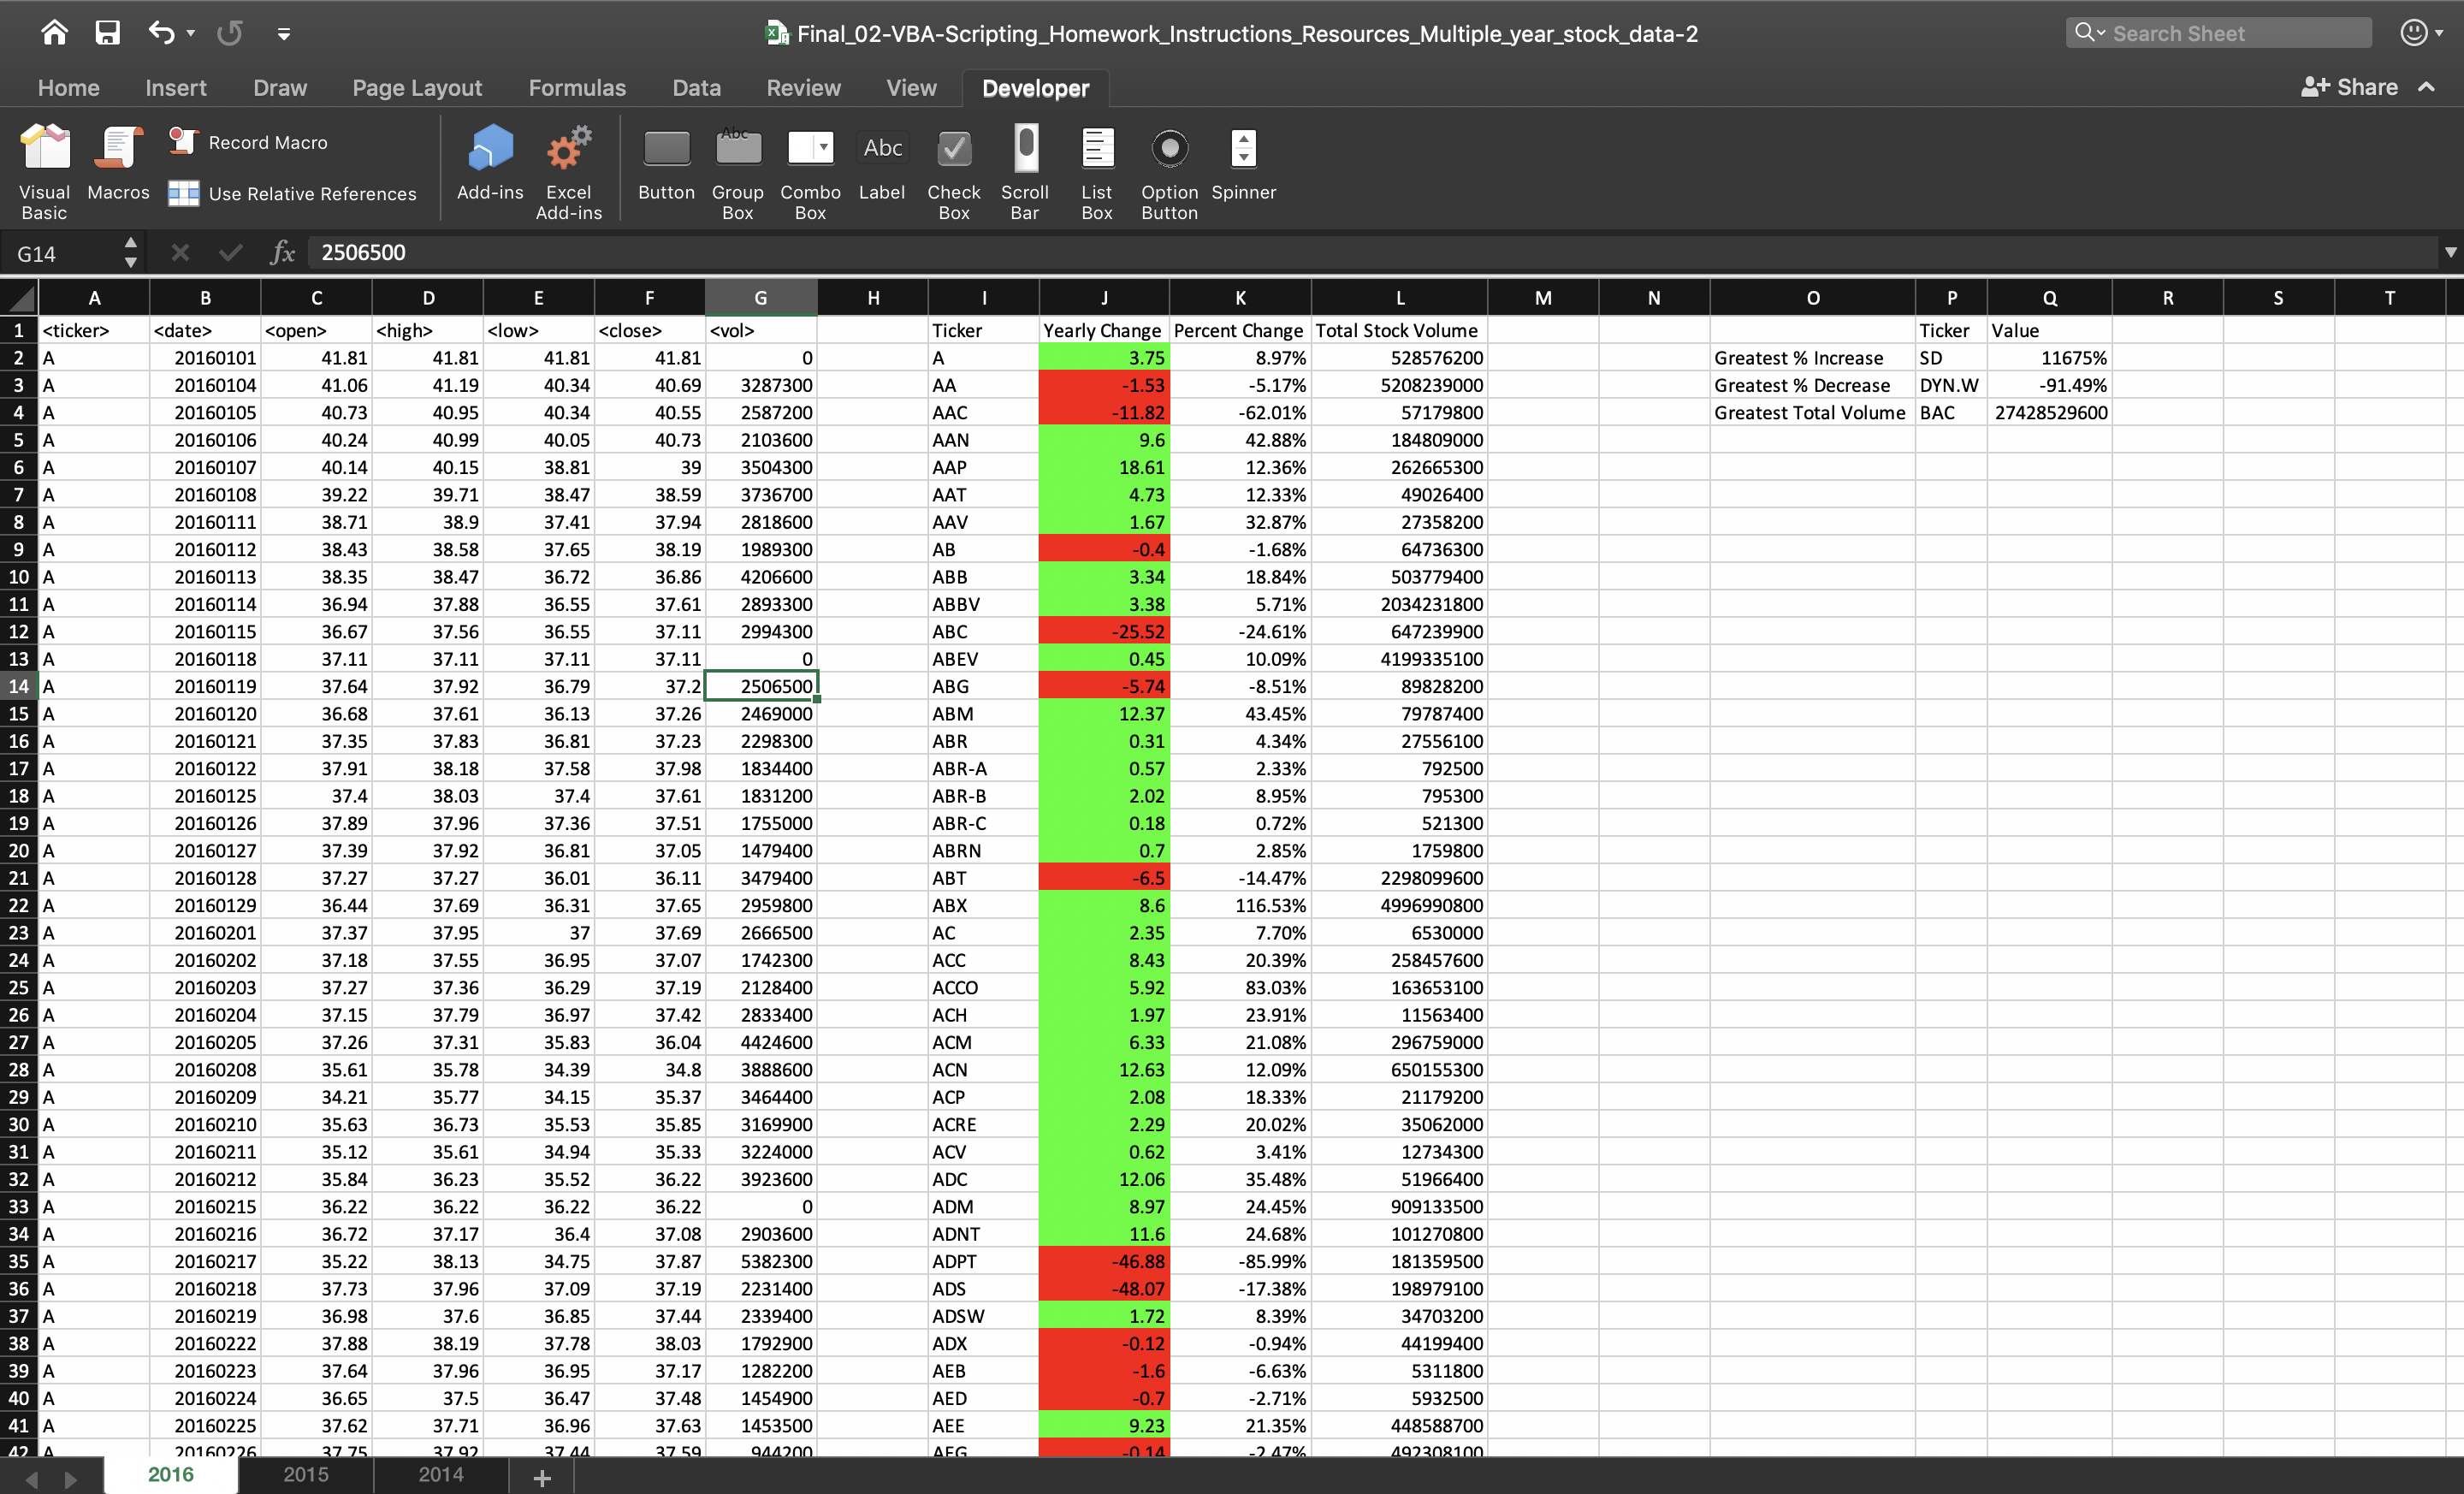 Final_02-VBA-Scripting_Homework_Instructions_Resources_Multiple_year_stock_data-2
Search Sheet
Home Insert Draw Page Layout Formulas Data Review View Developer Share
Visual Basic Macros Record Macro Use Relative References Add-ins Excel Add-ins Button Abc Group Box Combo Box Abc Label Check Box Scroll Bar List Box Option Button Spinner
G14 fx 2506500
A B C D E F G H I J K L M N O P Q R S T
1 <ticker> <date> <open> <high> <low> <close> <vol> Ticker Yearly Change Percent Change Total Stock Volume Ticker Value
2 A 20160101 41.81 41.81 41.81 41.81 0 A 3.75 8.97% 528576200 Greatest % Increase SD 11675%
3 A 20160104 41.06 41.19 40.34 40.69 3287300 AA -1.53 -5.17% 5208239000 Greatest % Decrease DYN.W -91.49%
4 A 20160105 40.73 40.95 40.34 40.55 2587200 AAC -11.82 -62.01% 57179800 Greatest Total Volume BAC 27428529600
5 A 20160106 40.24 40.99 40.05 40.73 2103600 AAN 9.6 42.88% 184809000
6 A 20160107 40.14 40.15 38.81 39 3504300 AAP 18.61 12.36% 262665300
7 A 20160108 39.22 39.71 38.47 38.59 3736700 AAT 4.73 12.33% 49026400
8 A 20160111 38.71 38.9 37.41 37.94 2818600 AAV 1.67 32.87% 27358200
9 A 20160112 38.43 38.58 37.65 38.19 1989300 AB -0.4 -1.68% 64736300
10 A 20160113 38.35 38.47 36.72 36.86 4206600 ABB 3.34 18.84% 503779400
11 A 20160114 36.94 37.88 36.55 37.61 2893300 ABBV 3.38 5.71% 2034231800
12 A 20160115 36.67 37.56 36.55 37.11 2994300 ABC -25.52 -24.61% 647239900
13 A 20160118 37.11 37.11 37.11 37.11 0 ABEV 0.45 10.09% 4199335100
14 A 20160119 37.64 37.92 36.79 37.2 2506500 ABG -5.74 -8.51% 89828200
15 A 20160120 36.68 37.61 36.13 37.26 2469000 ABM 12.37 43.45% 79787400
16 A 20160121 37.35 37.83 36.81 37.23 2298300 ABR 0.31 4.34% 27556100
17 A 20160122 37.91 38.18 37.58 37.98 1834400 ABR-A 0.57 2.33% 792500
18 A 20160125 37.4 38.03 37.4 37.61 1831200 ABR-B 2.02 8.95% 795300
19 A 20160126 37.89 37.96 37.36 37.51 1755000 ABR-C 0.18 0.72% 521300
20 A 20160127 37.39 37.92 36.81 37.05 1479400 ABRN 0.7 2.85% 1759800
21 A 20160128 37.27 37.27 36.01 36.11 3479400 ABT -6.5 -14.47% 2298099600
22 A 20160129 36.44 37.69 36.31 37.65 2959800 ABX 8.6 116.53% 4996990800
23 A 20160201 37.37 37.95 37 37.69 2666500 AC 2.35 7.70% 6530000
24 A 20160202 37.18 37.55 36.95 37.07 1742300 ACC 8.43 20.39% 258457600
25 A 20160203 37.27 37.36 36.29 37.19 2128400 ACCO 5.92 83.03% 163653100
26 A 20160204 37.15 37.79 36.97 37.42 2833400 ACH 1.97 23.91% 11563400
27 A 20160205 37.26 37.31 35.83 36.04 4424600 ACM 6.33 21.08% 296759000
28 A 20160208 35.61 35.78 34.39 34.8 3888600 ACN 12.63 12.09% 650155300
29 A 20160209 34.21 35.77 34.15 35.37 3464400 ACP 2.08 18.33% 21179200
30 A 20160210 35.63 36.73 35.53 35.85 3169900 ACRE 2.29 20.02% 35062000
31 A 20160211 35.12 35.61 34.94 35.33 3224000 ACV 0.62 3.41% 12734300
32 A 20160212 35.84 36.23 35.52 36.22 3923600 ADC 12.06 35.48% 51966400
33 A 20160215 36.22 36.22 36.22 36.22 0 ADM 8.97 24.45% 909133500
34 A 20160216 36.72 37.17 36.4 37.08 2903600 ADNT 11.6 24.68% 101270800
35 A 20160217 35.22 38.13 34.75 37.87 5382300 ADPT -46.88 -85.99% 181359500
36 A 20160218 37.73 37.96 37.09 37.19 2231400 ADS -48.07 -17.38% 198979100
37 A 20160219 36.98 37.6 36.85 37.44 2339400 ADSW 1.72 8.39% 34703200
38 A 20160222 37.88 38.19 37.78 38.03 1792900 ADX -0.12 -0.94% 44199400
39 A 20160223 37.64 37.96 36.95 37.17 1282200 AEB -1.6 -6.63% 5311800
40 A 20160224 36.65 37.5 36.47 37.48 1454900 AED -0.7 -2.71% 5932500
41 A 20160225 37.62 37.71 36.96 37.63 1453500 AEE 9.23 21.35% 448588700
42 A 20160226 37.75 37.92 37.44 37.59 944200 AEG -0.14 -2.47% 492308100
2016 2015 2014